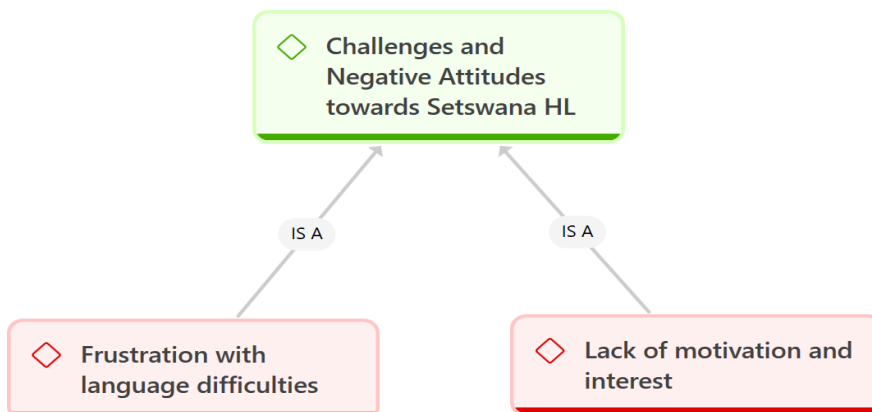 Challenges and
Negative Attitudes
towards Setswana HL
IS A
IS A
Frustration with
language difficulties
Lack of motivation and
interest